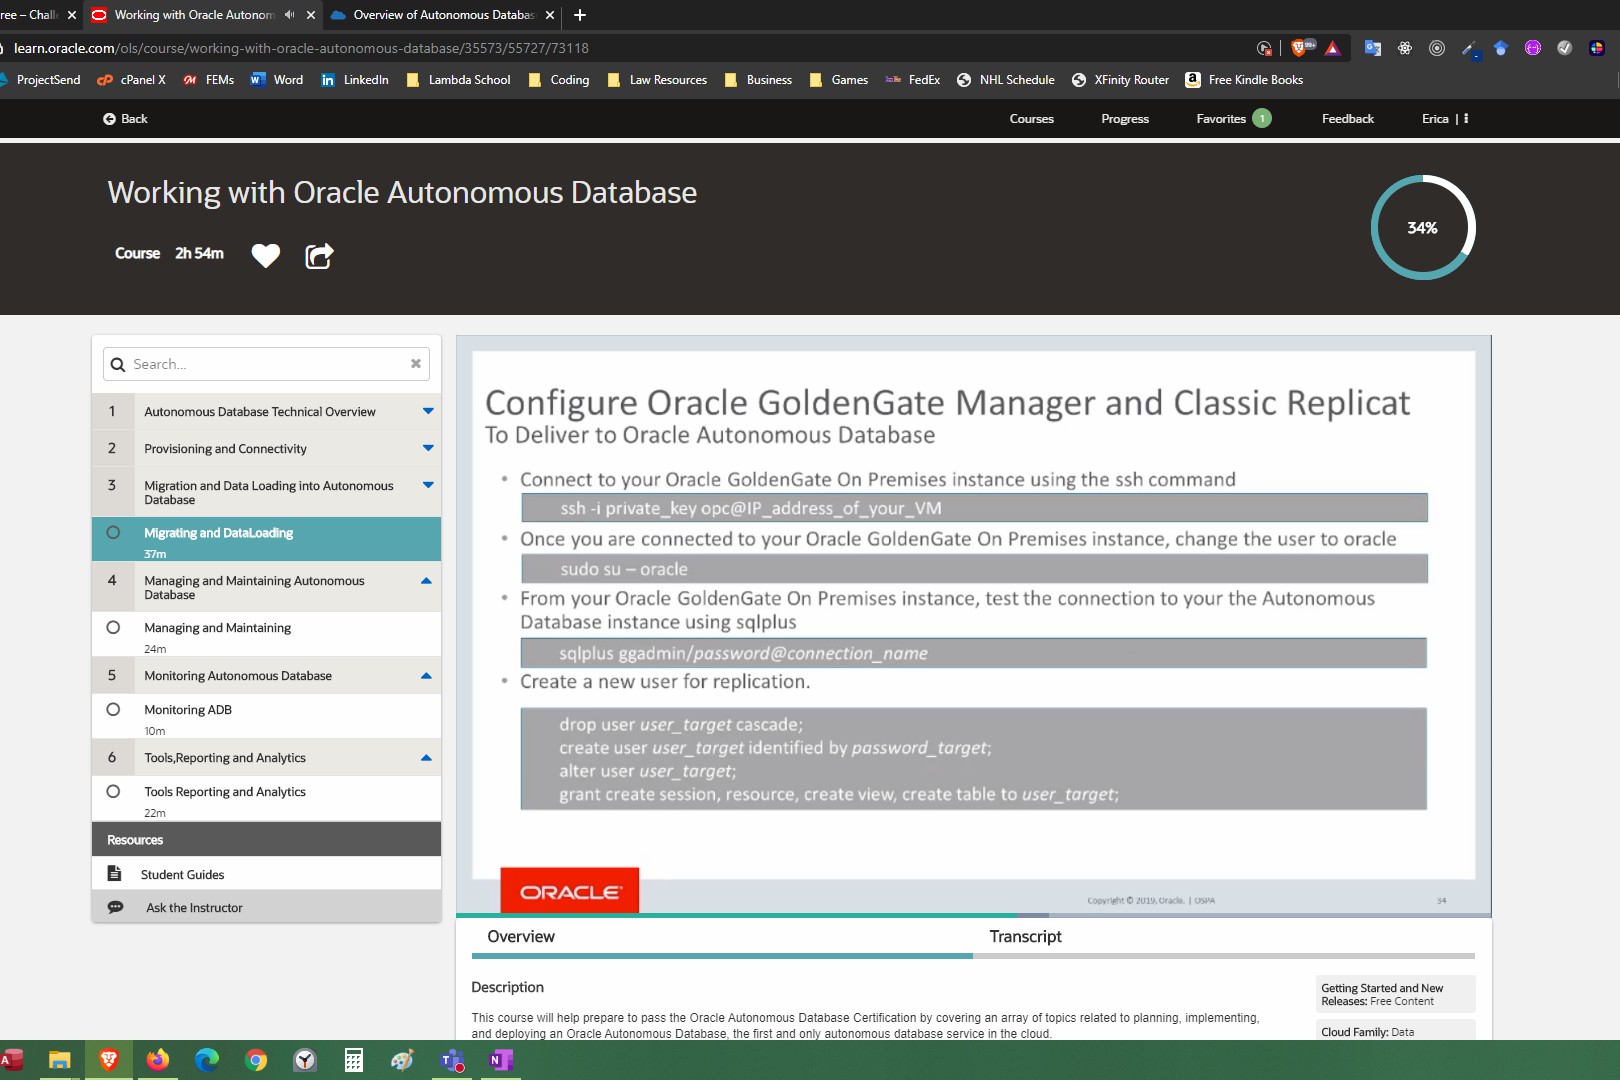 ree – Chall
Working with Oracle Autonom
Overview of Autonomous Databas
learn.oracle.com/ols/course/working-with-oracle-autonomous-database/35573/55727/73118
99+
ProjectSend
cPanel X
FEMs
Word
LinkedIn
Lambda School
Coding
Law Resources
Business
Games
FedEx
NHL Schedule
XFinity Router
Free Kindle Books
Back
Courses
Progress
Favorites 1
Feedback
Erica |
Working with Oracle Autonomous Database
Course 2h 54m
34%
Search...
1 Autonomous Database Technical Overview
2 Provisioning and Connectivity
3 Migration and Data Loading into Autonomous
Database
Migrating and DataLoading
37m
4 Managing and Maintaining Autonomous
Database
Managing and Maintaining
24m
5 Monitoring Autonomous Database
Monitoring ADB
10m
6 Tools,Reporting and Analytics
Tools Reporting and Analytics
22m
Resources
Student Guides
Ask the Instructor
Configure Oracle GoldenGate Manager and Classic Replicat
To Deliver to Oracle Autonomous Database
• Connect to your Oracle GoldenGate On Premises instance using the ssh command
ssh -i private_key opc@IP_address_of_your_VM
• Once you are connected to your Oracle GoldenGate On Premises instance, change the user to oracle
sudo su – oracle
• From your Oracle GoldenGate On Premises instance, test the connection to your the Autonomous
Database instance using sqlplus
sqlplus ggadmin/password@connection_name
• Create a new user for replication.
drop user user_target cascade;
create user user_target identified by password_target;
alter user user_target;
grant create session, resource, create view, create table to user_target;
ORACLE
Copyright © 2019, Oracle. | OSPA
34
Overview
Transcript
Description
This course will help prepare to pass the Oracle Autonomous Database Certification by covering an array of topics related to planning, implementing,
and deploying an Oracle Autonomous Database, the first and only autonomous database service in the cloud.
Getting Started and New
Releases: Free Content
Cloud Family: Data